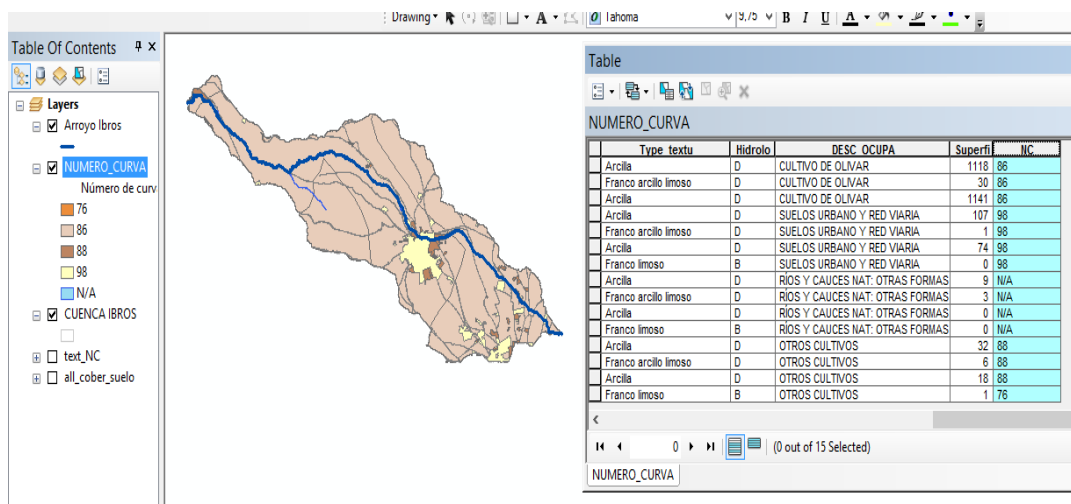 Drawing
Tahoma
9,75
B I U A A
Table Of Contents
Layers
Arroyo Ibros
NUMERO_CURVA
Número de curv
76
86
88
98
N/A
CUENCA IBROS
text_NC
all_cober_suelo
Table
NUMERO_CURVA
Type textu Hidrolo DESC OCUPA Superfi NC
Arcilla D CULTIVO DE OLIVAR 1118 86
Franco arcillo limoso D CULTIVO DE OLIVAR 30 86
Arcilla D CULTIVO DE OLIVAR 1141 86
Arcilla D SUELOS URBANO Y RED VIARIA 107 98
Franco arcillo limoso D SUELOS URBANO Y RED VIARIA 1 98
Arcilla D SUELOS URBANO Y RED VIARIA 74 98
Franco limoso B SUELOS URBANO Y RED VIARIA 0 98
Arcilla D RÍOS Y CAUCES NAT: OTRAS FORMAS 9 N/A
Franco arcillo limoso D RÍOS Y CAUCES NAT: OTRAS FORMAS 3 N/A
Arcilla D RÍOS Y CAUCES NAT: OTRAS FORMAS 0 N/A
Franco limoso B RÍOS Y CAUCES NAT: OTRAS FORMAS 0 N/A
Arcilla D OTROS CULTIVOS 32 88
Franco arcillo limoso D OTROS CULTIVOS 6 88
Arcilla D OTROS CULTIVOS 18 88
Franco limoso B OTROS CULTIVOS 1 76
0
(0 out of 15 Selected)
NUMERO_CURVA